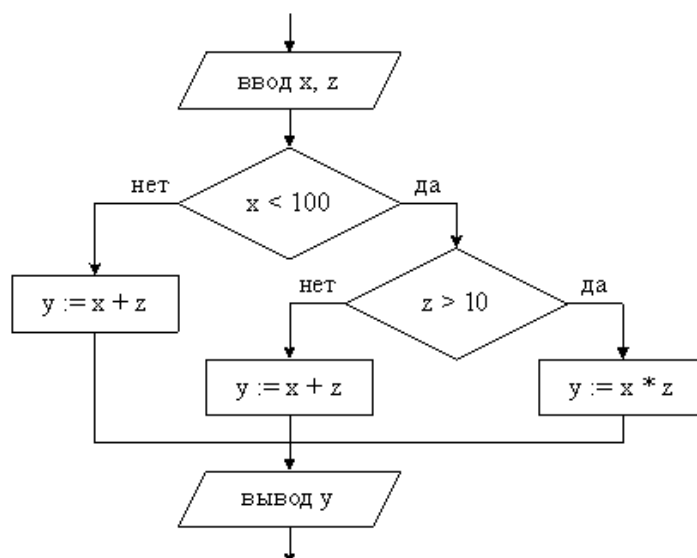 ввод x, z
нет
да
x < 100
y := x + z
нет
да
z > 10
y := x + z
y := x * z
вывод y